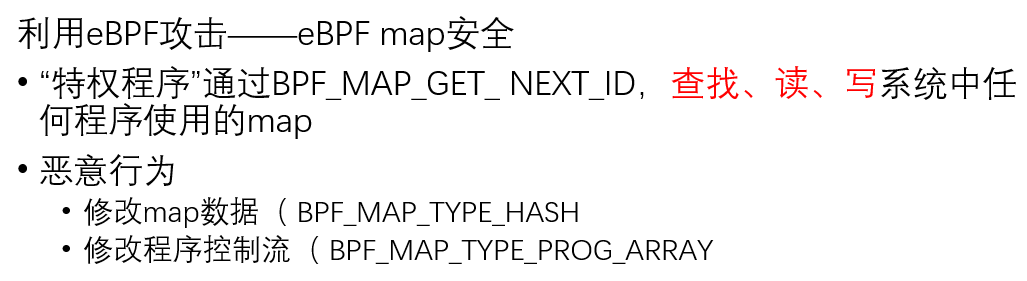 利用eBPF攻击——eBPF map安全
• “特权程序”通过BPF_MAP_GET_ NEXT_ID，查找、读、写系统中任
何程序使用的map
• 恶意行为
• 修改map数据（ BPF_MAP_TYPE_HASH
• 修改程序控制流（ BPF_MAP_TYPE_PROG_ARRAY